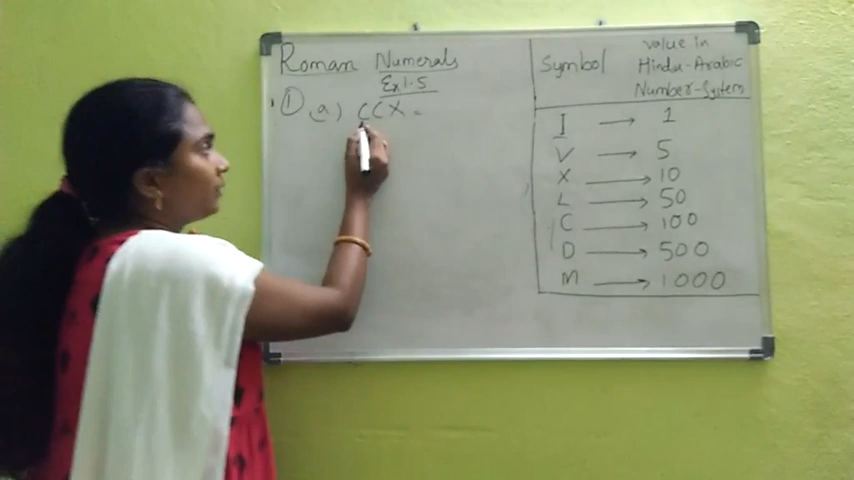 Roman Numerals
Ex 1.5
① (a) CCX =
Symbol
value in
Hindu-Arabic
Number-System
I → 1
V → 5
X → 10
L → 50
C → 100
D → 500
M → 1000